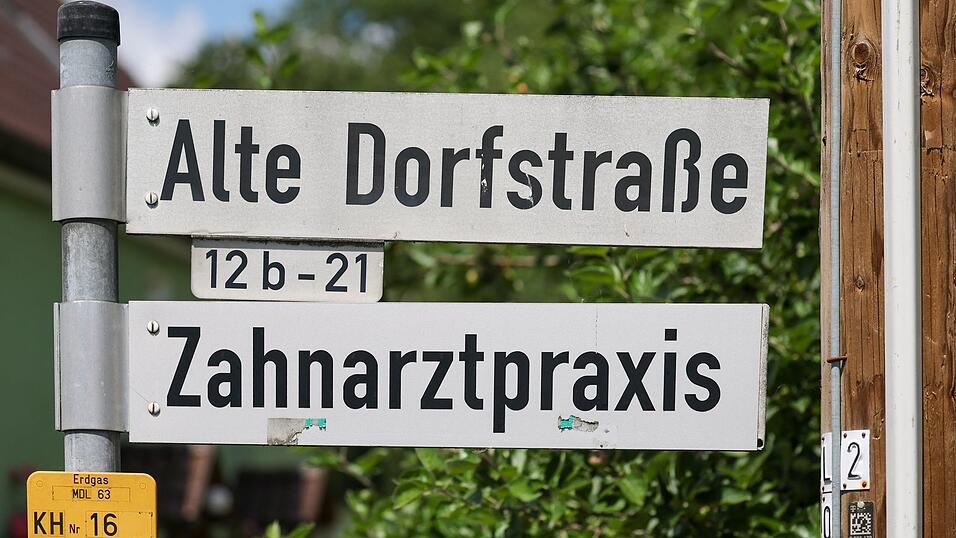 Alte Dorfstraße
12 b - 21
Zahnarztpraxis
Erdgas
MDL 63
KH Nr 16
2